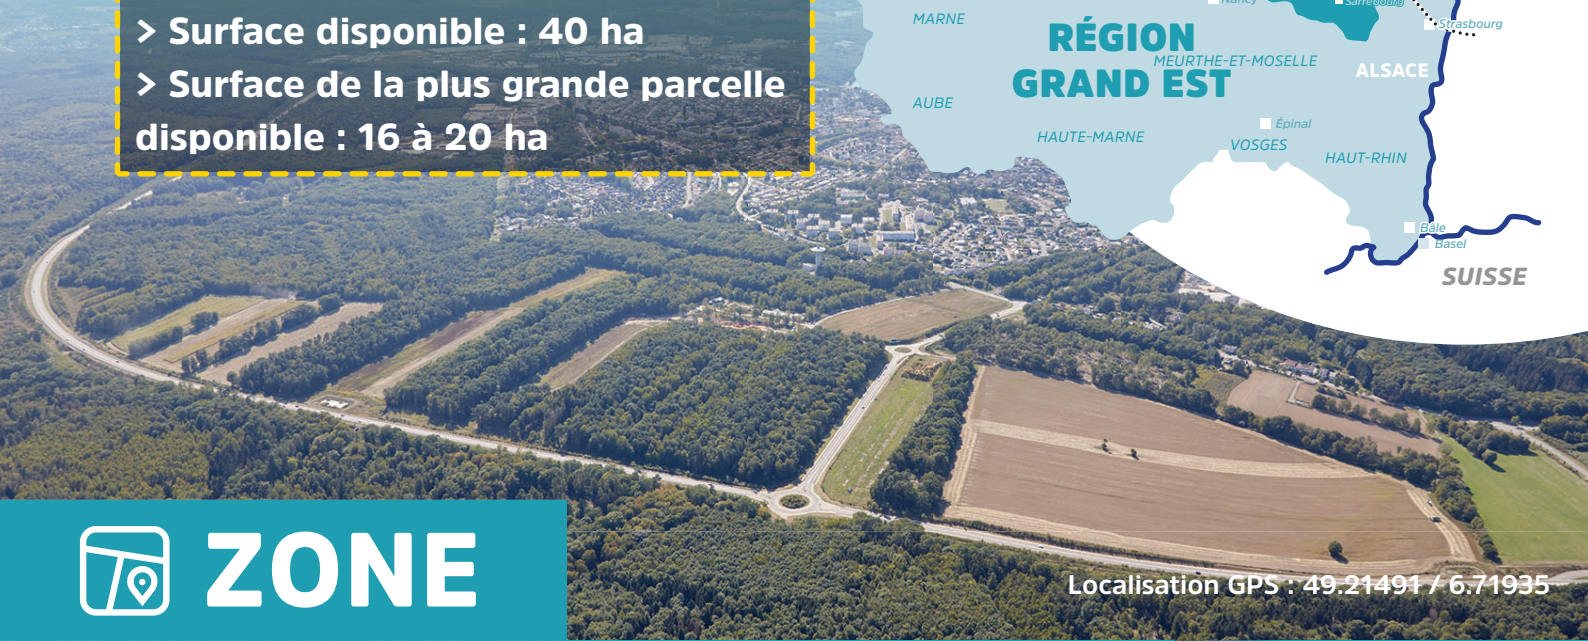 > Surface disponible : 40 ha
> Surface de la plus grande parcelle
disponible : 16 à 20 ha
Nancy
Sarrebourg
Strasbourg
MARNE
RÉGION
GRAND EST
MEURTHE-ET-MOSELLE
ALSACE
AUBE
Épinal
HAUTE-MARNE
VOSGES
HAUT-RHIN
Bâle
Basel
SUISSE
ZONE
Localisation GPS : 49.21491 / 6.71935